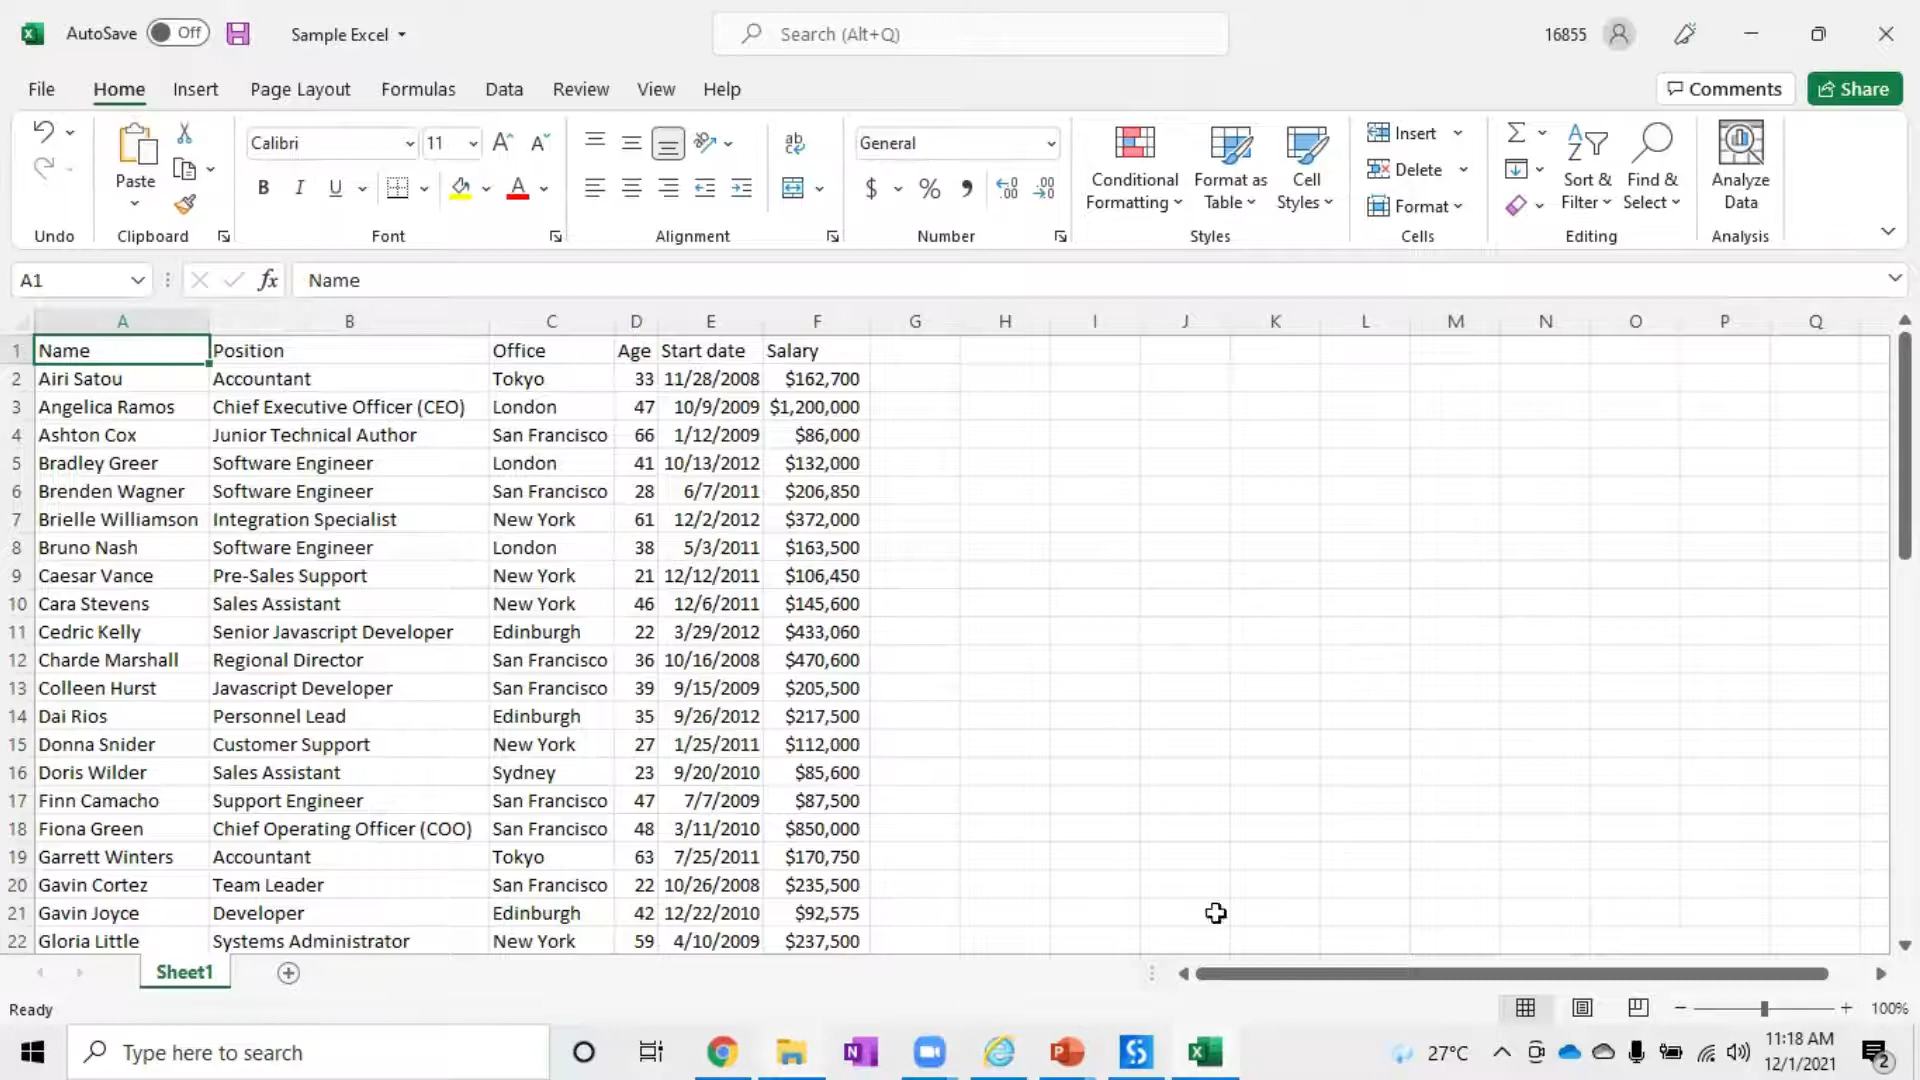 AutoSave Off Sample Excel Search (Alt+Q) 16855
File Home Insert Page Layout Formulas Data Review View Help Comments Share
Calibri 11 General
Paste
Conditional Formatting
Format as Table
Cell Styles
Insert
Delete
Format
Sort & Filter
Find & Select
Analyze Data
Undo Clipboard Font Alignment Number Styles Cells Editing Analysis
A1 fx Name
A B C D E F G H I J K L M N O P Q
1 Name Position Office Age Start date Salary
2 Airi Satou Accountant Tokyo 33 11/28/2008 $162,700
3 Angelica Ramos Chief Executive Officer (CEO) London 47 10/9/2009 $1,200,000
4 Ashton Cox Junior Technical Author San Francisco 66 1/12/2009 $86,000
5 Bradley Greer Software Engineer London 41 10/13/2012 $132,000
6 Brenden Wagner Software Engineer San Francisco 28 6/7/2011 $206,850
7 Brielle Williamson Integration Specialist New York 61 12/2/2012 $372,000
8 Bruno Nash Software Engineer London 38 5/3/2011 $163,500
9 Caesar Vance Pre-Sales Support New York 21 12/12/2011 $106,450
10 Cara Stevens Sales Assistant New York 46 12/6/2011 $145,600
11 Cedric Kelly Senior Javascript Developer Edinburgh 22 3/29/2012 $433,060
12 Charde Marshall Regional Director San Francisco 36 10/16/2008 $470,600
13 Colleen Hurst Javascript Developer San Francisco 39 9/15/2009 $205,500
14 Dai Rios Personnel Lead Edinburgh 35 9/26/2012 $217,500
15 Donna Snider Customer Support New York 27 1/25/2011 $112,000
16 Doris Wilder Sales Assistant Sydney 23 9/20/2010 $85,600
17 Finn Camacho Support Engineer San Francisco 47 7/7/2009 $87,500
18 Fiona Green Chief Operating Officer (COO) San Francisco 48 3/11/2010 $850,000
19 Garrett Winters Accountant Tokyo 63 7/25/2011 $170,750
20 Gavin Cortez Team Leader San Francisco 22 10/26/2008 $235,500
21 Gavin Joyce Developer Edinburgh 42 12/22/2010 $92,575
22 Gloria Little Systems Administrator New York 59 4/10/2009 $237,500
Sheet1
Ready 100%
Type here to search 27°C 11:18 AM
12/1/2021 2